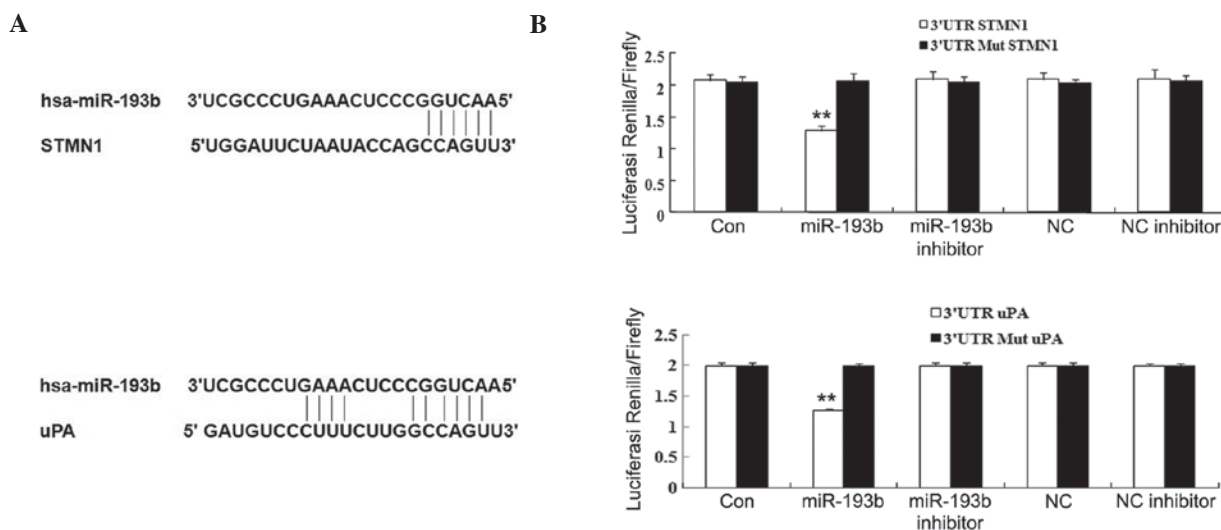 A
hsa-miR-193b 3'UCGCCCUGAAACUCCCGGUCAA5'
STMN1 5'UGGAUUCUAAUACCAGCCAGUU3'
hsa-miR-193b 3'UCGCCCUGAAACUCCCGGUCAA5'
uPA 5' GAUGUCCCUUUCUUGGCCAGUU3'
B
3'UTR STMN1
3'UTR Mut STMN1
Luciferasi Renilla/Firefly
2.5
2
1.5
1
0.5
0
**
Con miR-193b miR-193b inhibitor NC NC inhibitor
3'UTR uPA
3'UTR Mut uPA
Luciferasi Renilla/Firefly
2.5
2
1.5
1
0.5
0
**
Con miR-193b miR-193b inhibitor NC NC inhibitor